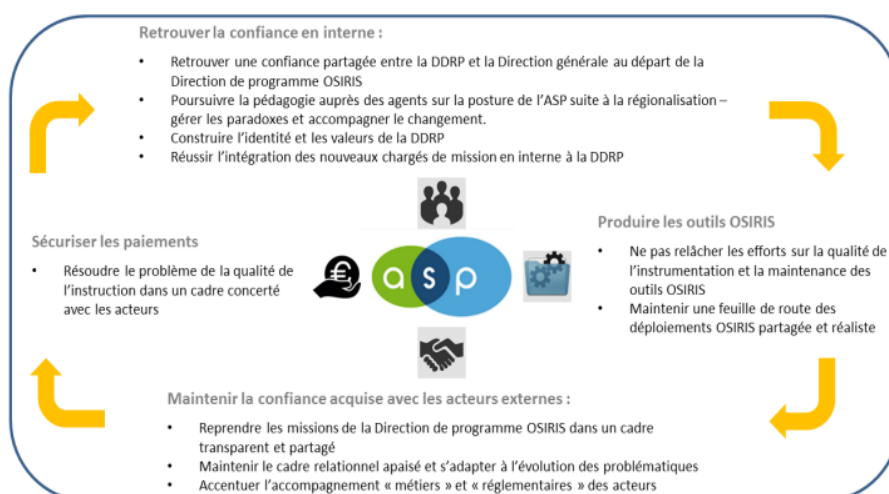 Retrouver la confiance en interne :
• Retrouver une confiance partagée entre la DDRP et la Direction générale au départ de la
Direction de programme OSIRIS
• Poursuivre la pédagogie auprès des agents sur la posture de l'ASP suite à la régionalisation –
gérer les paradoxes et accompagner le changement.
• Construire l'identité et les valeurs de la DDRP
• Réussir l'intégration des nouveaux chargés de mission en interne à la DDRP
Sécuriser les paiements
• Résoudre le problème de la qualité de
l'instruction dans un cadre concerté
avec les acteurs
€
asp
Produire les outils OSIRIS
• Ne pas relâcher les efforts sur la qualité de
l'instrumentation et la maintenance des
outils OSIRIS
• Maintenir une feuille de route des
déploiements OSIRIS partagée et réaliste
Maintenir la confiance acquise avec les acteurs externes :
• Reprendre les missions de la Direction de programme OSIRIS dans un cadre
transparent et partagé
• Maintenir le cadre relationnel apaisé et s'adapter à l'évolution des problématiques
• Accentuer l'accompagnement « métiers » et « réglementaires » des acteurs